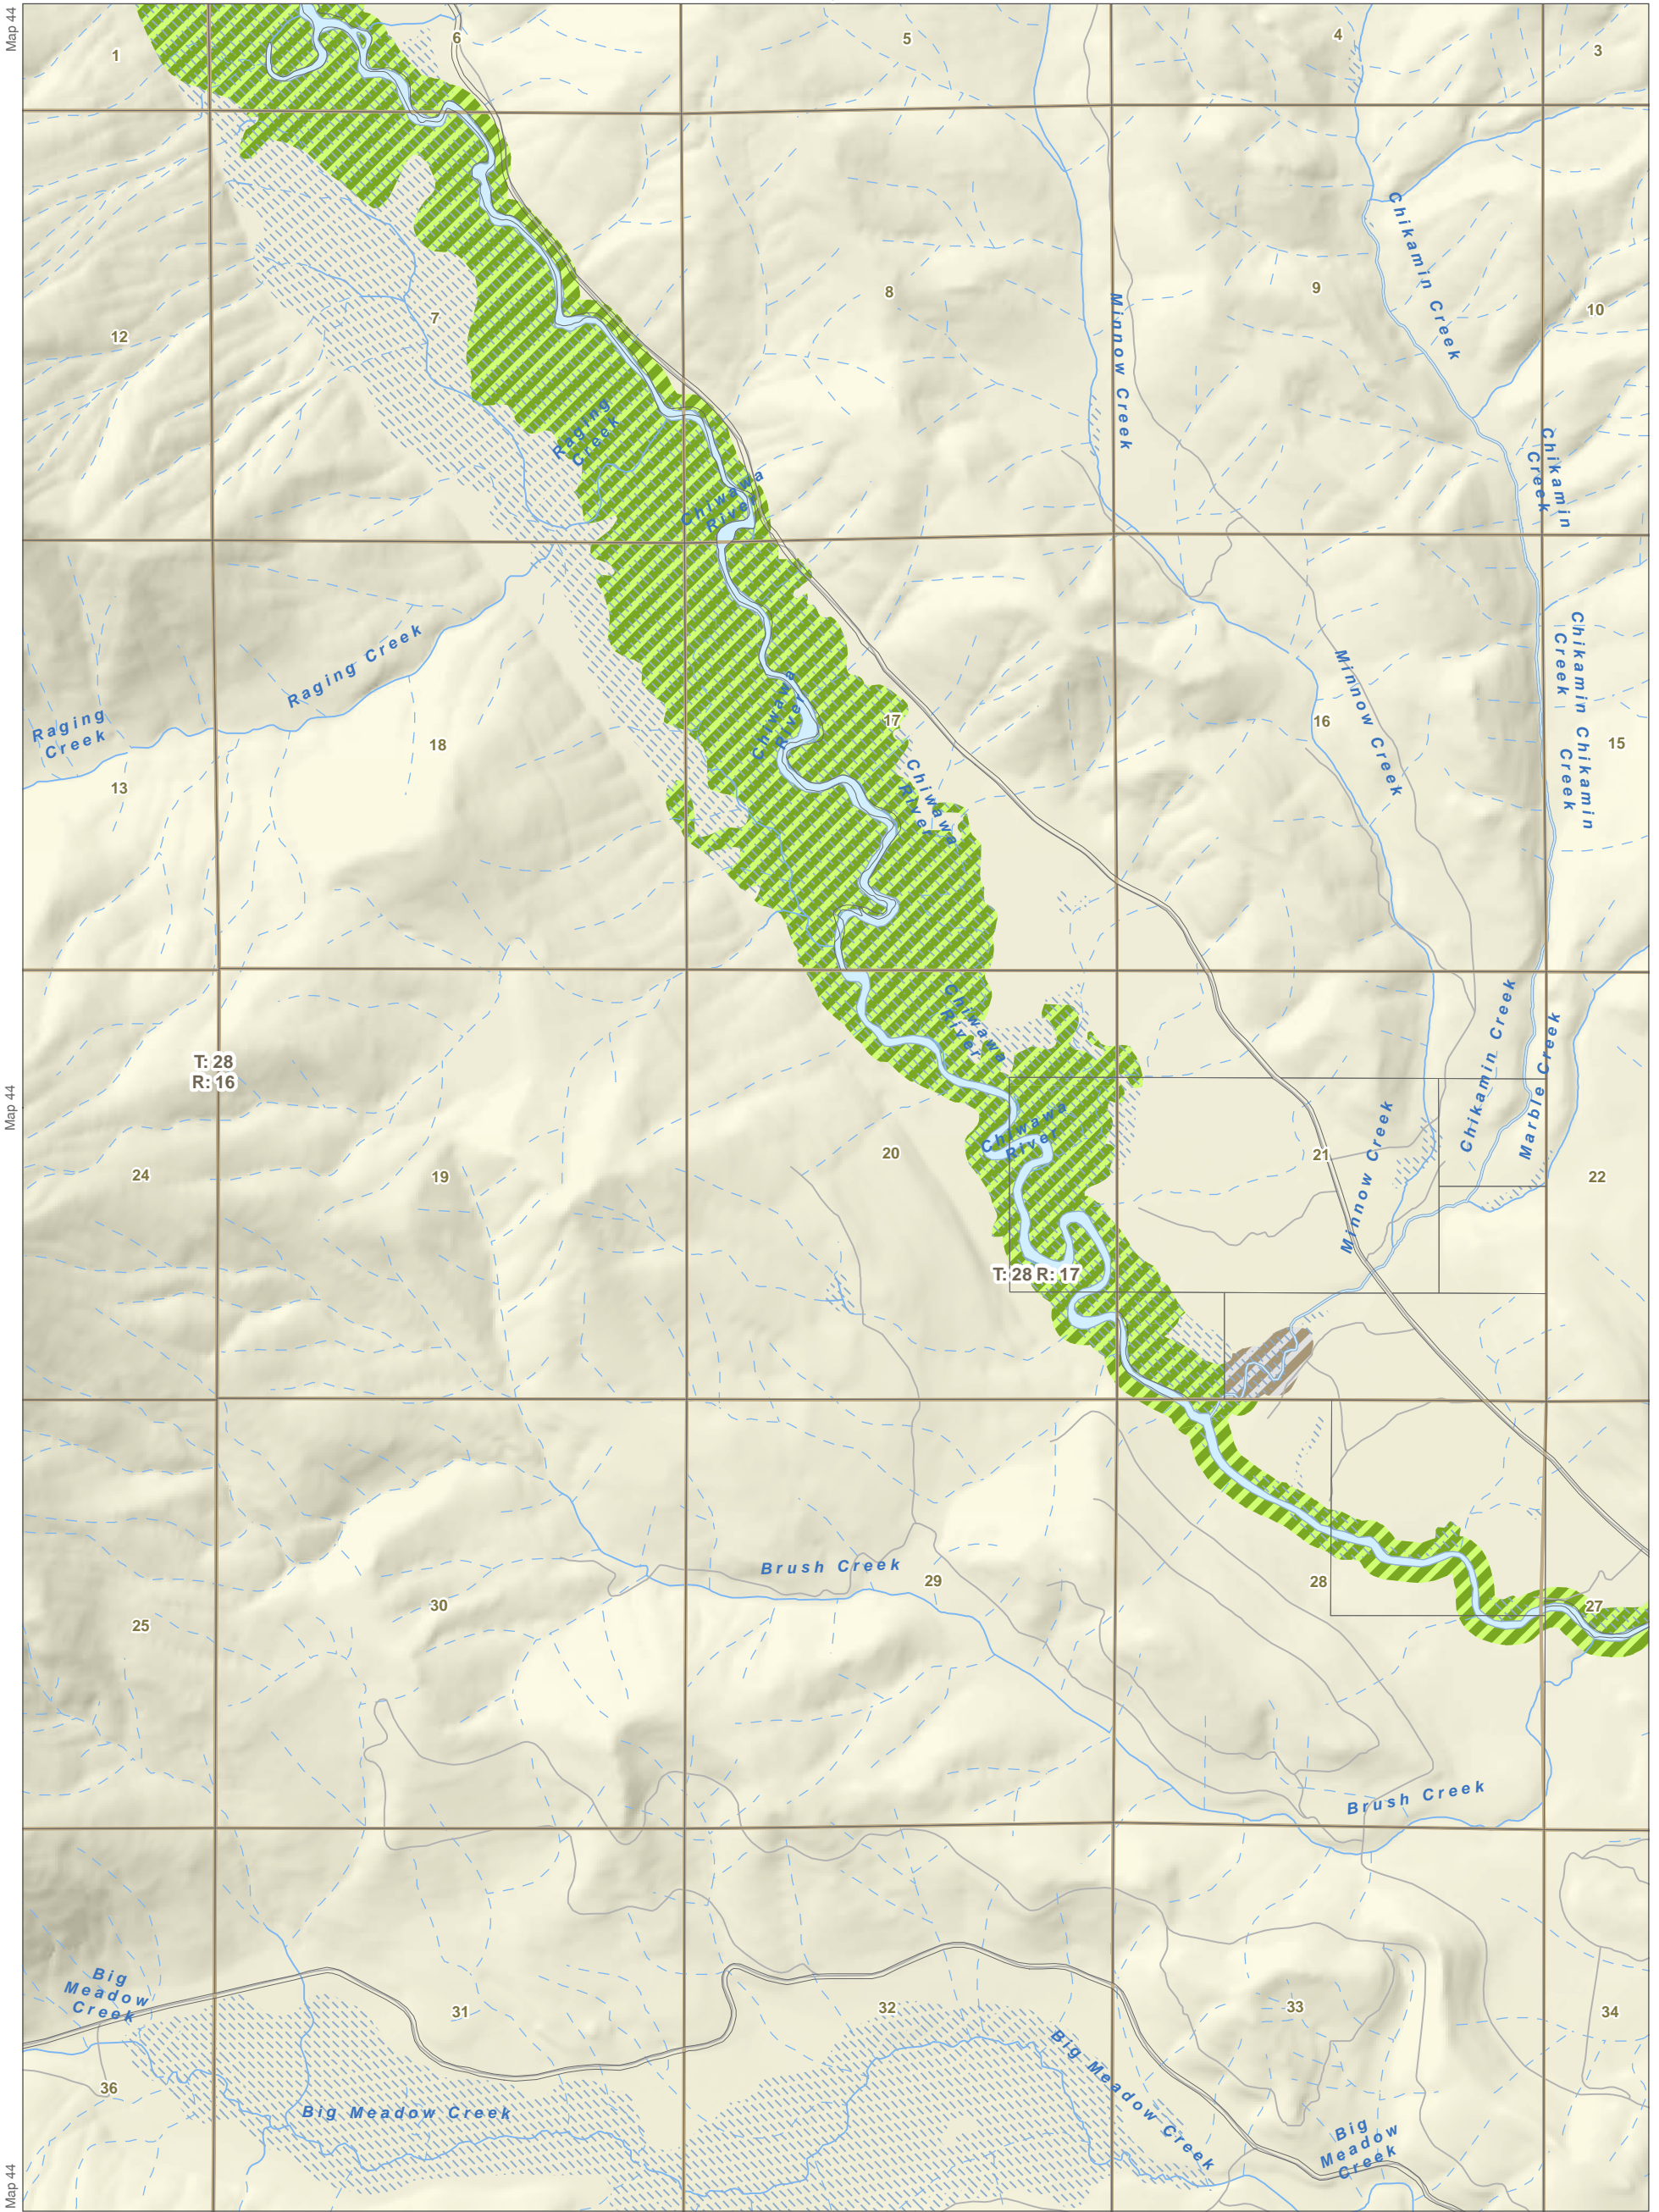 Map 44
6
5
4
3
1
Chikamin Creek
8
9
10
Minnow Creek
7
12
Raging
Creek
Chikamin
Creek
Chiwawa
River
Raging Creek
Chikamin
Creek
Minnow Creek
Raging
Creek
Chiwawa
River
17
16
15
18
Chikamin
Creek
Chiwawa
River
13
Chiwawa
River
Chikamin Creek
Marble Creek
T: 28
R: 16
Map 44
Chiwawa
River
Minnow Creek
20
21
24
19
22
T: 28 R: 17
Brush Creek
29
28
30
27
25
Brush Creek
Big
Meadow
Creek
31
32
33
34
Big Meadow Creek
36
Big Meadow Creek
Big
Meadow
Creek
Map 44